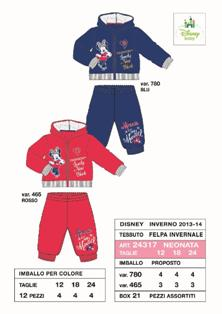 Disney
baby
var. 780
BLU
var. 465
ROSSO
DISNEY INVERNO 2013-14
TESSUTO FELPA INVERNALE
ART. 24317 NEONATA
TAGLIE 12 18 24
IMBALLO PROPOSTO
var. 780 4 4 4
var. 465 3 3 3
BOX 21 PEZZI ASSORTITI
IMBALLO PER COLORE
TAGLIE 12 18 24
12 PEZZI 4 4 4